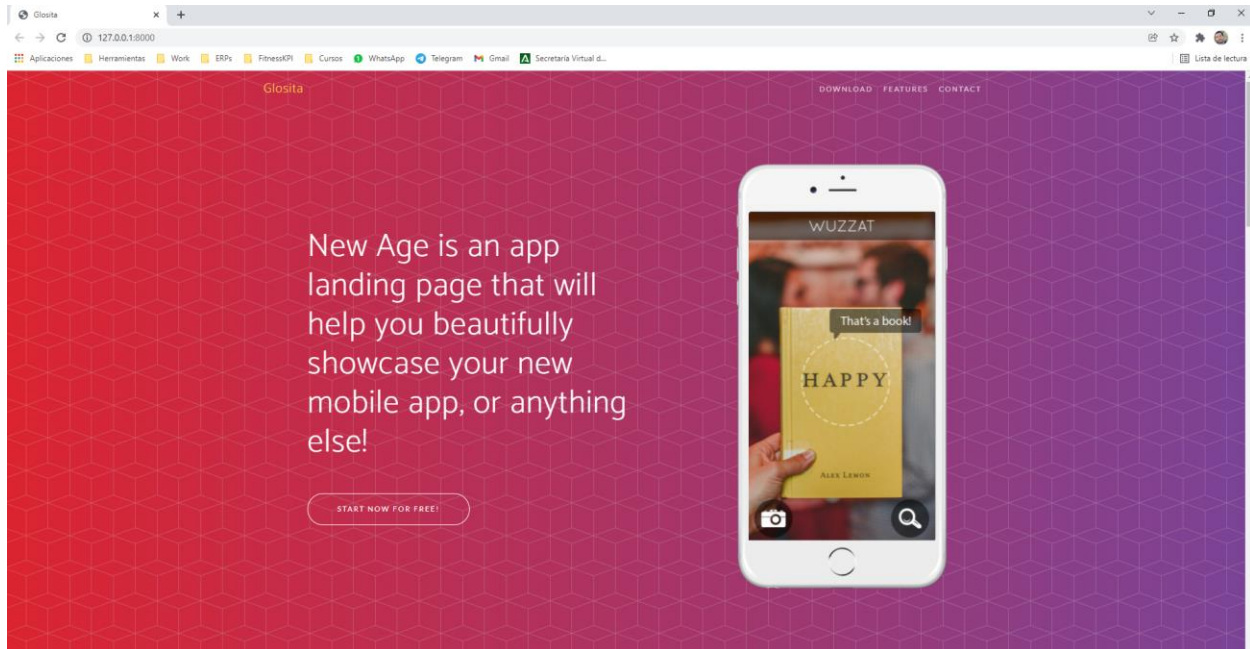 Glosita
127.0.0.1:8000
Aplicaciones Herramientas Work ERPs FitnessKPI Cursos WhatsApp Telegram Gmail Secretaría Virtual d... Lista de lectura
Glosita DOWNLOAD FEATURES CONTACT
WUZZAT
That's a book!
HAPPY
ALEX LEMON
New Age is an app
landing page that will
help you beautifully
showcase your new
mobile app, or anything
else!
START NOW FOR FREE!